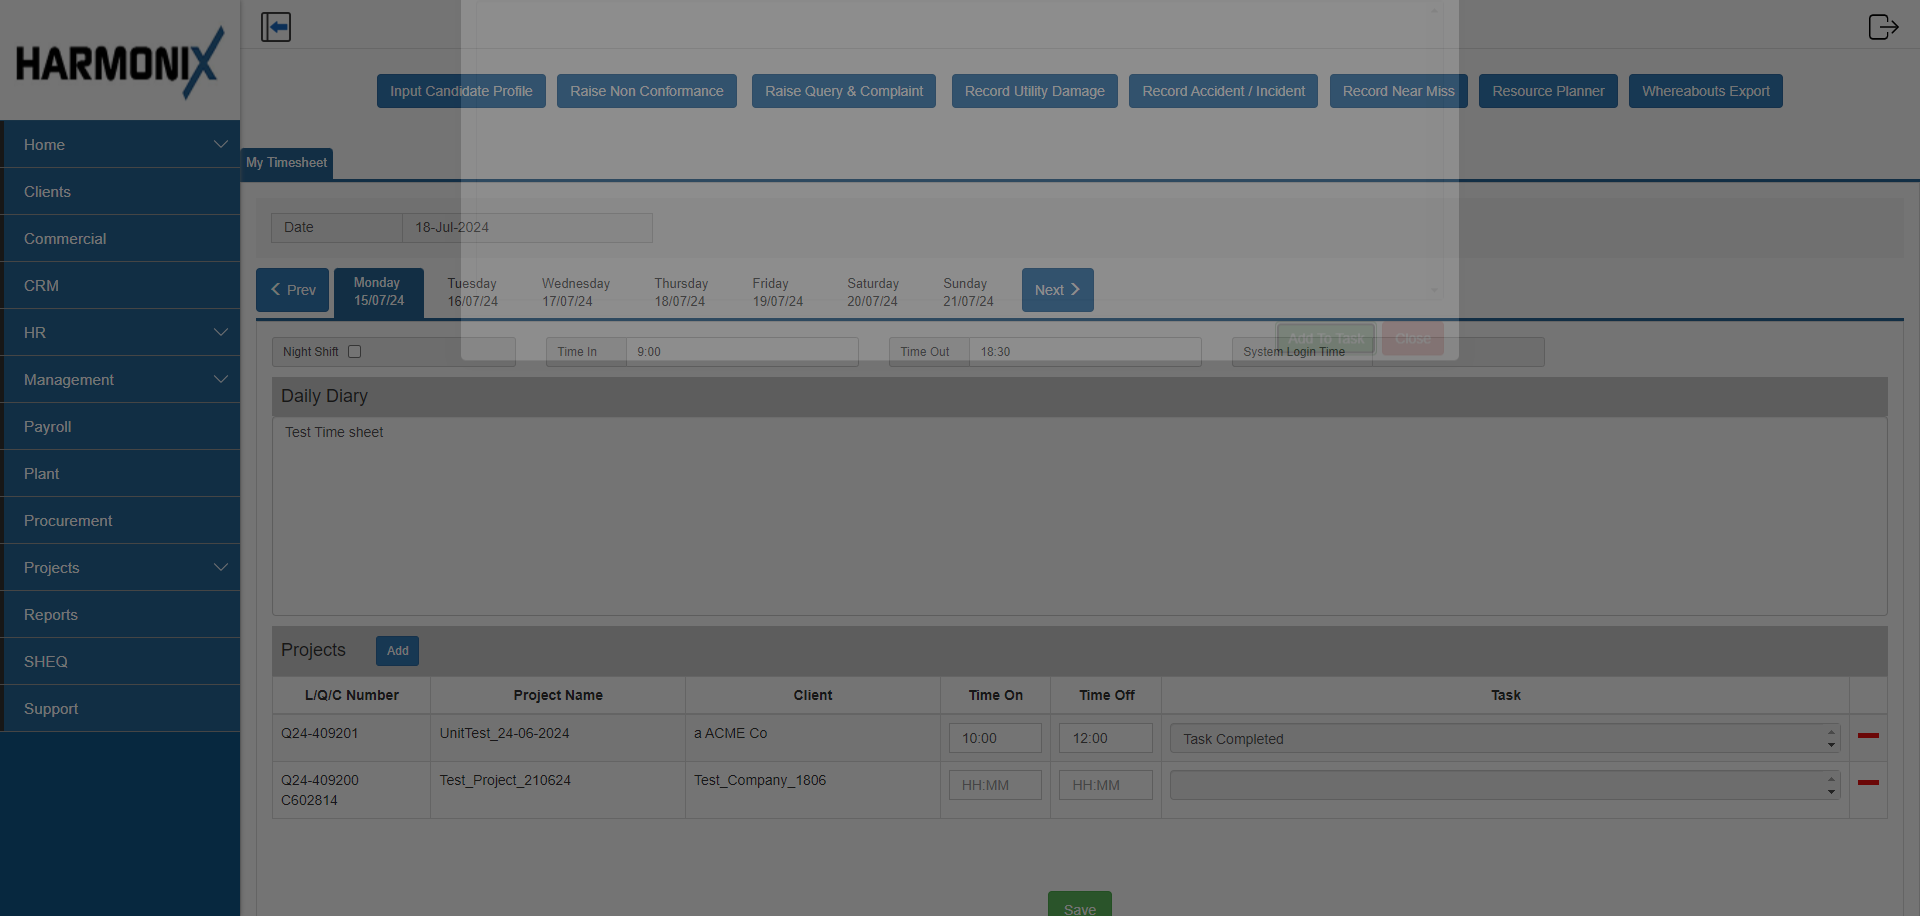 HARMONIX
Input Candidate Profile
Raise Non Conformance
Raise Query & Complaint
Record Utility Damage
Record Accident / Incident
Record Near Miss
Resource Planner
Whereabouts Export
Home
Clients
Commercial
CRM
HR
Management
Payroll
Plant
Procurement
Projects
Reports
SHEQ
Support
My Timesheet
Date 18-Jul-2024
Prev
Monday
15/07/24
Tuesday
16/07/24
Wednesday
17/07/24
Thursday
18/07/24
Friday
19/07/24
Saturday
20/07/24
Sunday
21/07/24
Next
Add To Task Close
Night Shift Time In 9:00 Time Out 18:30 System Login Time
Daily Diary
Test Time sheet
Projects Add
L/Q/C Number Project Name Client Time On Time Off Task
Q24-409201 UnitTest_24-06-2024 a ACME Co 10:00 12:00 Task Completed
Q24-409200 Test_Project_210624 Test_Company_1806 HH:MM HH:MM
C602814
Save